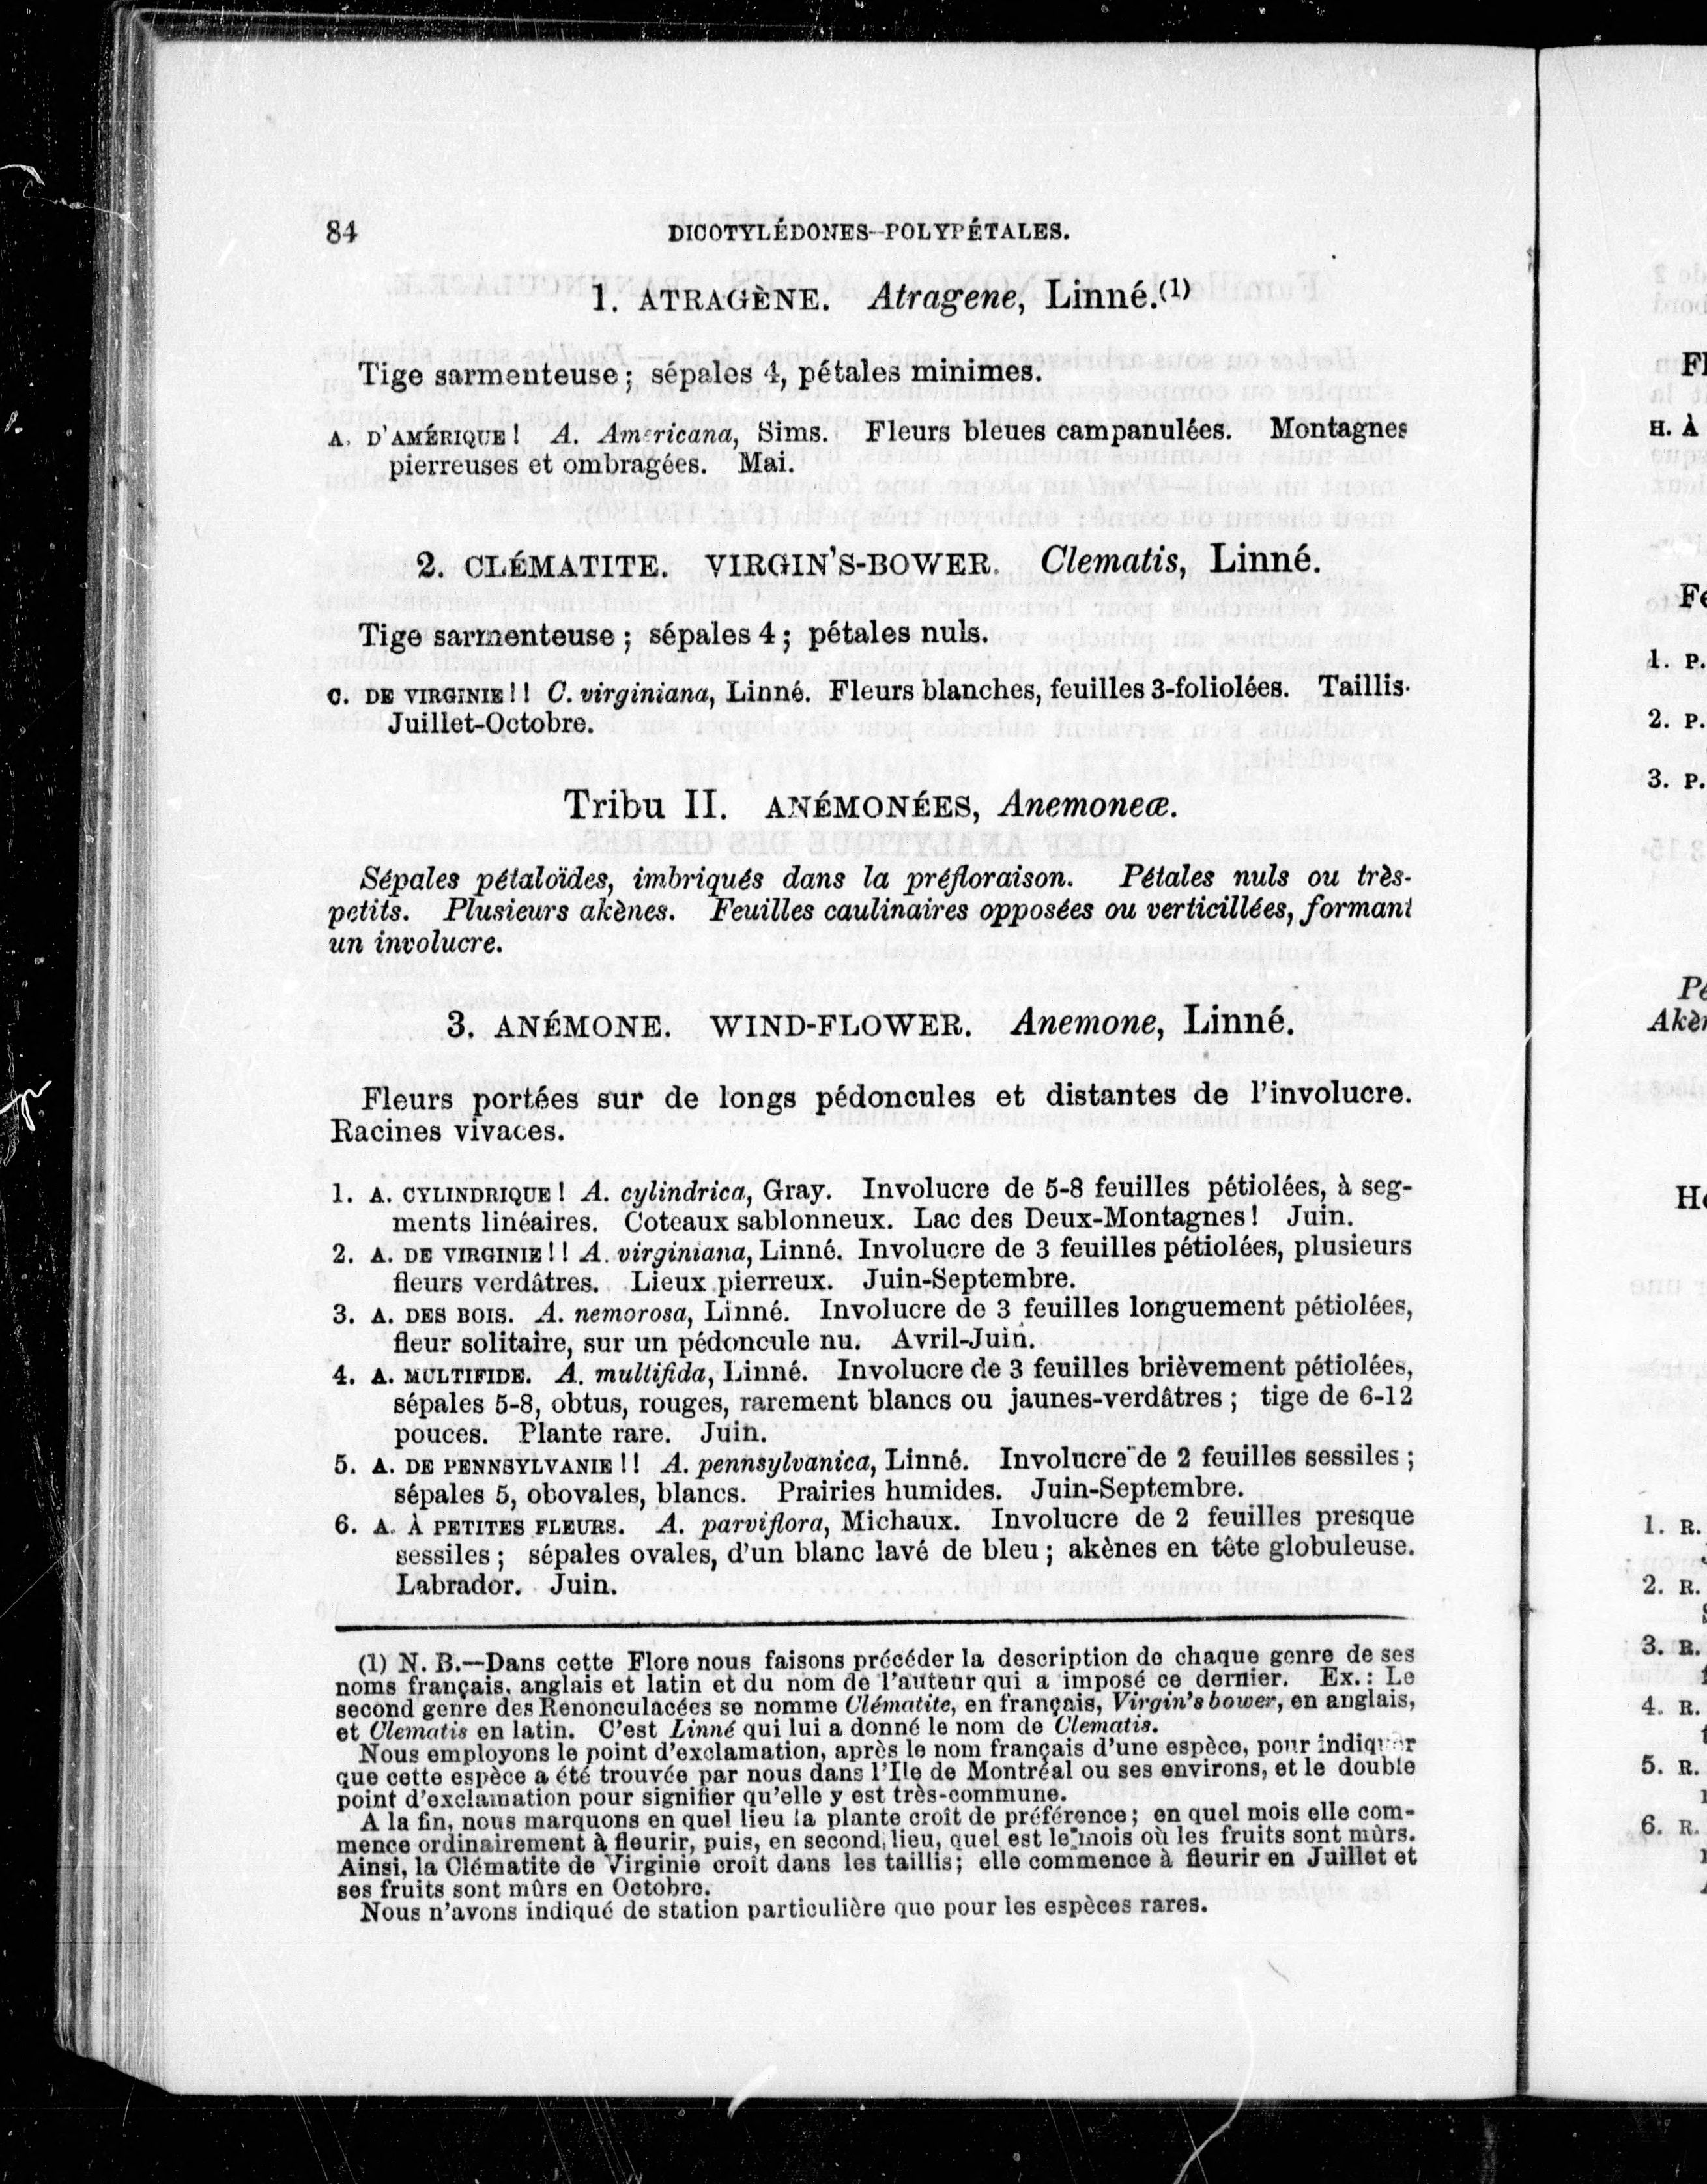 84
DICOTYLÉDONES--POLYPÉTALES.
1. ATRAGÈNE. Atragene, Linné.(1)
Tige sarmenteuse ; sépales 4, pétales minimes.
A. D'AMÉRIQUE ! A. Americana, Sims. Fleurs bleues campanulées. Montagnes
pierreuses et ombragées. Mai.
2. CLÉMATITE. VIRGIN'S-BOWER. Clematis, Linné.
Tige sarmenteuse ; sépales 4 ; pétales nuls.
C. DE VIRGINIE ! ! C. virginiana, Linné. Fleurs blanches, feuilles 3-foliolées. Taillis.
Juillet-Octobre.
Tribu II. ANÉMONÉES, Anemoneæ.
Sépales pétaloïdes, imbriqués dans la préfloraison. Pétales nuls ou très-
petits. Plusieurs akènes. Feuilles caulinaires opposées ou verticillées, formant
un involucre.
3. ANÉMONE. WIND-FLOWER. Anemone, Linné.
Fleurs portées sur de longs pédoncules et distantes de l'involucre.
Racines vivaces.
1. A. CYLINDRIQUE ! A. cylindrica, Gray. Involucre de 5-8 feuilles pétiolées, à seg-
ments linéaires. Coteaux sablonneux. Lac des Deux-Montagnes ! Juin.
2. A. DE VIRGINIE ! ! A. virginiana, Linné. Involucre de 3 feuilles pétiolées, plusieurs
fleurs verdâtres. Lieux pierreux. Juin-Septembre.
3. A. DES BOIS. A. nemorosa, Linné. Involucre de 3 feuilles longuement pétiolées,
fleur solitaire, sur un pédoncule nu. Avril-Juin.
4. A. MULTIFIDE. A. multifida, Linné. Involucre de 3 feuilles brièvement pétiolées,
sépales 5-8, obtus, rouges, rarement blancs ou jaunes-verdâtres ; tige de 6-12
pouces. Plante rare. Juin.
5. A. DE PENNSYLVANIE ! ! A. pennsylvanica, Linné. Involucre de 2 feuilles sessiles ;
sépales 5, obovales, blancs. Prairies humides. Juin-Septembre.
6. A. À PETITES FLEURS. A. parviflora, Michaux. Involucre de 2 feuilles presque
sessiles ; sépales ovales, d'un blanc lavé de bleu ; akènes en tête globuleuse.
Labrador. Juin.
(1) N. B.—Dans cette Flore nous faisons précéder la description de chaque genre de ses
noms français, anglais et latin et du nom de l'auteur qui a imposé ce dernier. Ex. : Le
second genre des Renonculacées se nomme Clématite, en français, Virgin's bower, en anglais,
et Clematis en latin. C'est Linné qui lui a donné le nom de Clematis.
Nous employons le point d'exclamation, après le nom français d'une espèce, pour indiquer
que cette espèce a été trouvée par nous dans l'Ile de Montréal ou ses environs, et le double
point d'exclamation pour signifier qu'elle y est très-commune.
A la fin, nous marquons en quel lieu la plante croît de préférence ; en quel mois elle com-
mence ordinairement à fleurir, puis, en second lieu, quel est le mois où les fruits sont mûrs.
Ainsi, la Clématite de Virginie croît dans les taillis ; elle commence à fleurir en Juillet et
ses fruits sont mûrs en Octobre.
Nous n'avons indiqué de station particulière que pour les espèces rares.
H. À
1. P.
2. P.
3. P.
1. R.
2. R.
3. R.
4. R.
5. R.
6. R.